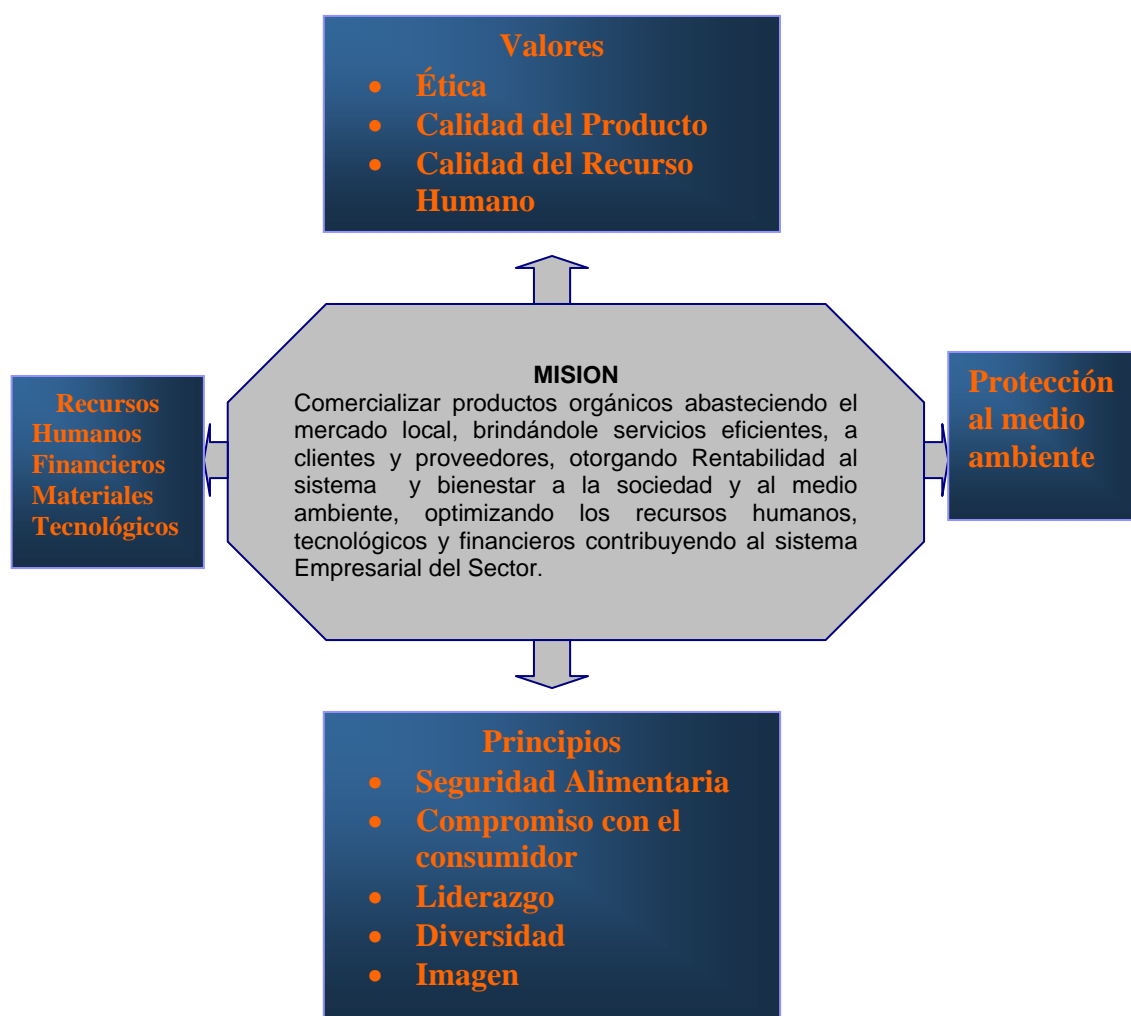 Valores
• Ética
• Calidad del Producto
• Calidad del Recurso
Humano
MISION
Comercializar productos orgánicos abasteciendo el
mercado local, brindándole servicios eficientes, a
clientes y proveedores, otorgando Rentabilidad al
sistema y bienestar a la sociedad y al medio
ambiente, optimizando los recursos humanos,
tecnológicos y financieros contribuyendo al sistema
Empresarial del Sector.
Recursos
Humanos
Financieros
Materiales
Tecnológicos
Protección
al medio
ambiente
Principios
• Seguridad Alimentaria
• Compromiso con el
consumidor
• Liderazgo
• Diversidad
• Imagen